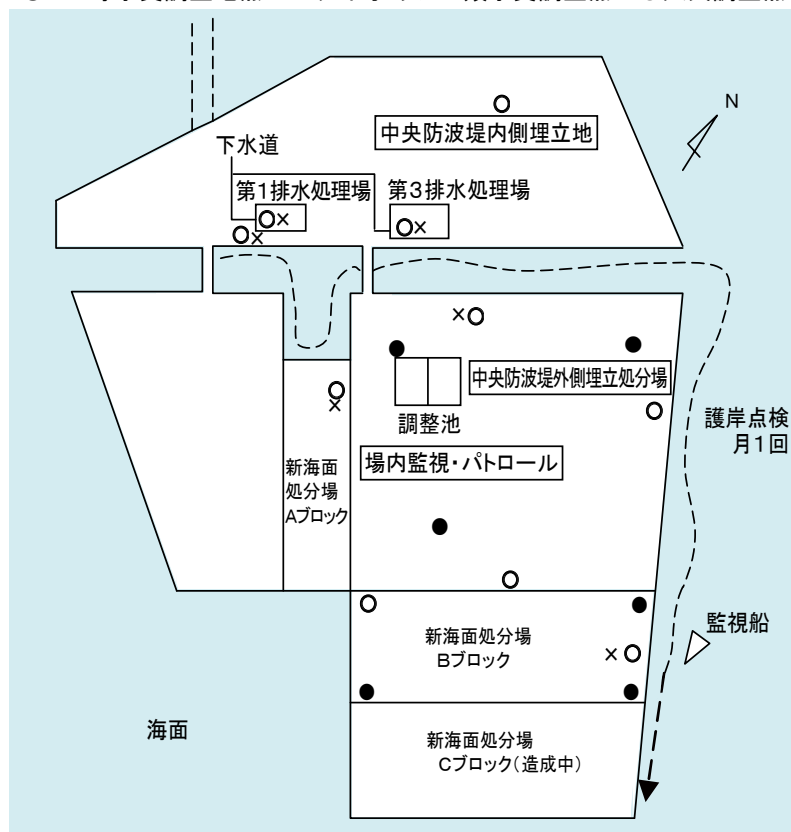 N
中央防波堤内側埋立地
下水道
第1排水処理場
第3排水処理場
中央防波堤外側埋立処分場
調整池
護岸点検
月1回
場内監視・パトロール
新海面
処分場
Aブロック
監視船
新海面処分場
Bブロック
海面
新海面処分場
Cブロック(造成中)